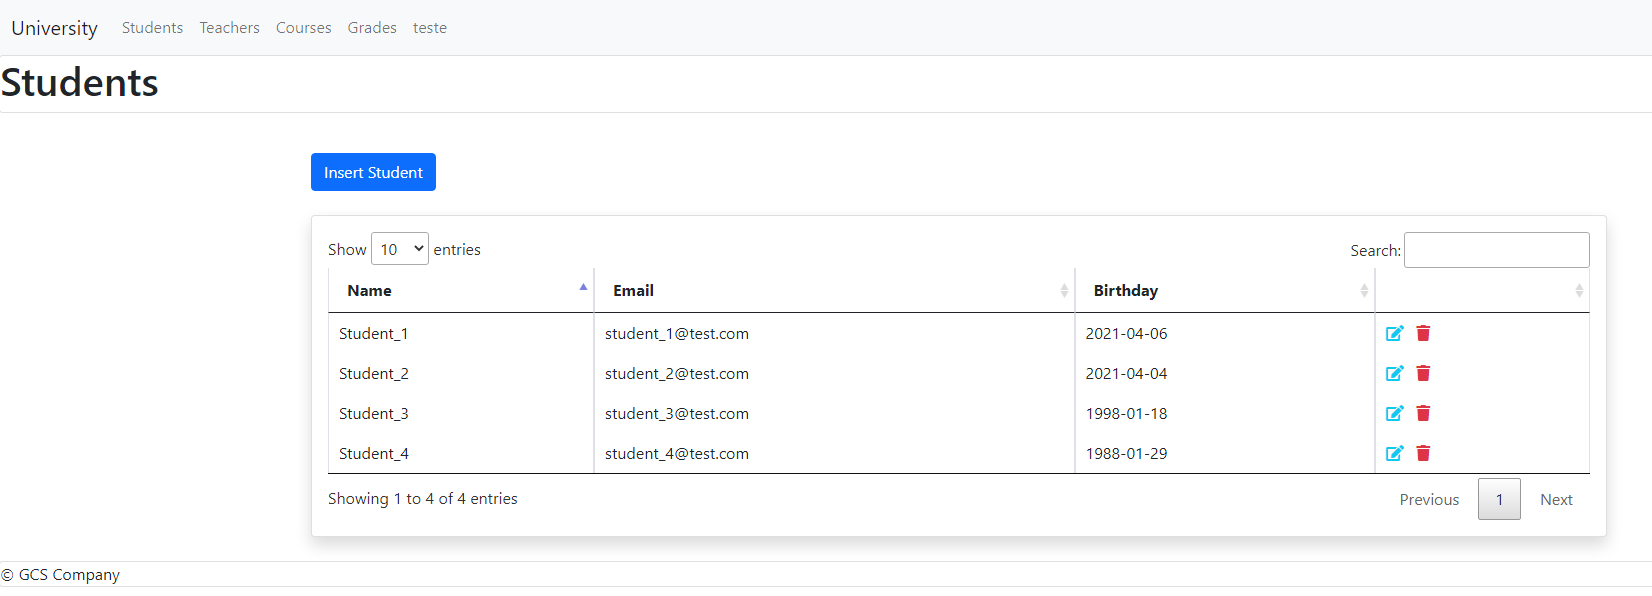 University Students Teachers Courses Grades teste
Students
Insert Student
Show 10 entries Search:
Name Email Birthday
Student_1 student_1@test.com 2021-04-06
Student_2 student_2@test.com 2021-04-04
Student_3 student_3@test.com 1998-01-18
Student_4 student_4@test.com 1988-01-29
Showing 1 to 4 of 4 entries Previous 1 Next
© GCS Company